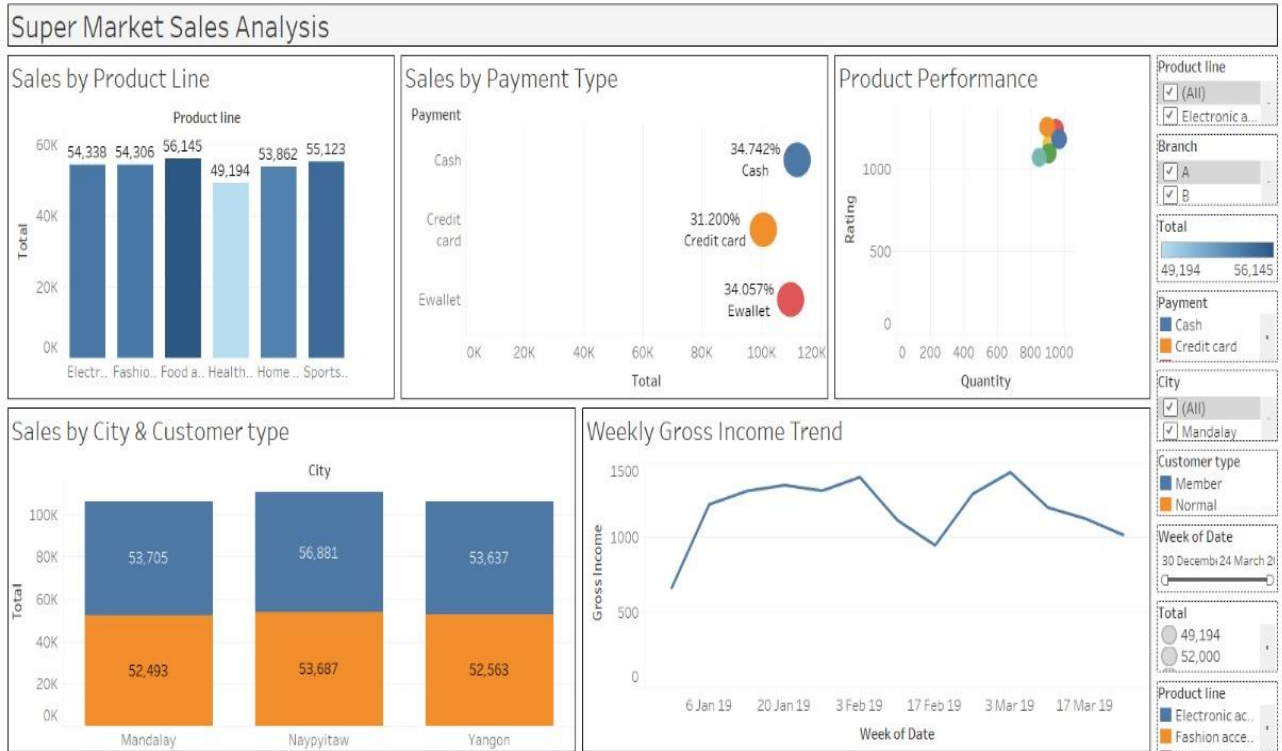 Super Market Sales Analysis
Sales by Product Line
Product line
60K
40K
20K
0K
Total
54,338
54,306
56,145
49,194
53,862
55,123
Electr..
Fashio..
Food a..
Health..
Home ..
Sports..
Sales by Payment Type
Payment
Cash
Credit
card
Ewallet
34.742%
Cash
31.200%
Credit card
34.057%
Ewallet
0K 20K 40K 60K 80K 100K 120K
Total
Product Performance
1000
500
0
Rating
0 200 400 600 800 1000
Quantity
Sales by City & Customer type
City
100K
80K
60K
40K
20K
0K
Total
53,705
56,881
53,637
52,493
53,687
52,563
Mandalay
Naypyitaw
Yangon
Weekly Gross Income Trend
1500
1000
500
0
Gross Income
6 Jan 19
20 Jan 19
3 Feb 19
17 Feb 19
3 Mar 19
17 Mar 19
Week of Date
Product line
(All)
Electronic a...
Branch
A
B
Total
49,194 56,145
Payment
Cash
Credit card
City
(All)
Mandalay
Customer type
Member
Normal
Week of Date
30 Decemb 24 March 2
Total
49,194
52,000
Product line
Electronic ac..
Fashion acce..